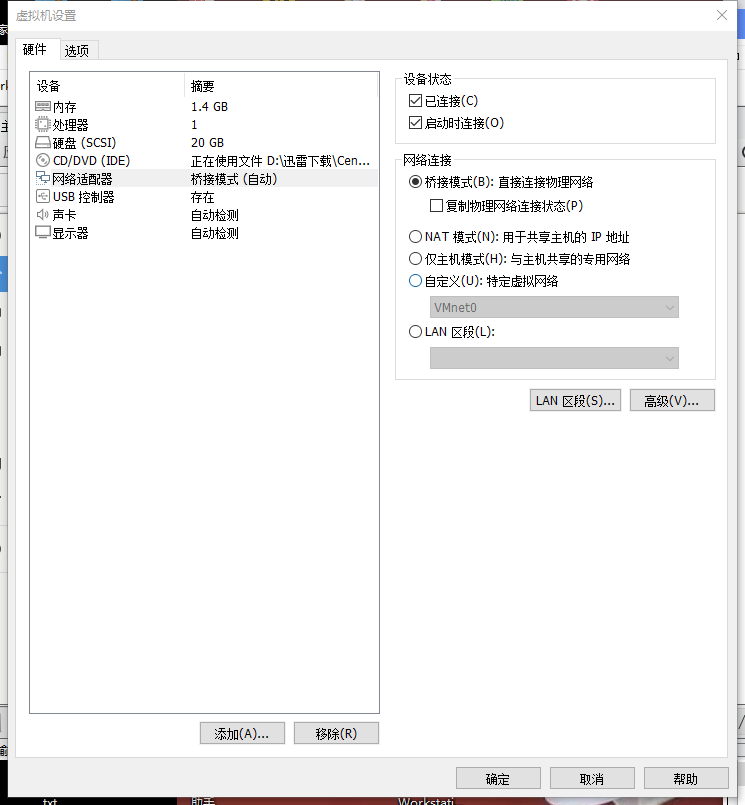 虚拟机设置
硬件 选项
设备 摘要
内存 1.4 GB
处理器 1
硬盘 (SCSI) 20 GB
CD/DVD (IDE) 正在使用文件 D:\迅雷下载\Cen...
网络适配器 桥接模式 (自动)
USB 控制器 存在
声卡 自动检测
显示器 自动检测
添加(A)... 移除(R)
设备状态
已连接(C)
启动时连接(O)
网络连接
桥接模式(B): 直接连接物理网络
复制物理网络连接状态(P)
NAT 模式(N): 用于共享主机的 IP 地址
仅主机模式(H): 与主机共享的专用网络
自定义(U): 特定虚拟网络
VMnet0
LAN 区段(L):
LAN 区段(S)... 高级(V)...
确定 取消 帮助
txt 助手 Workstati